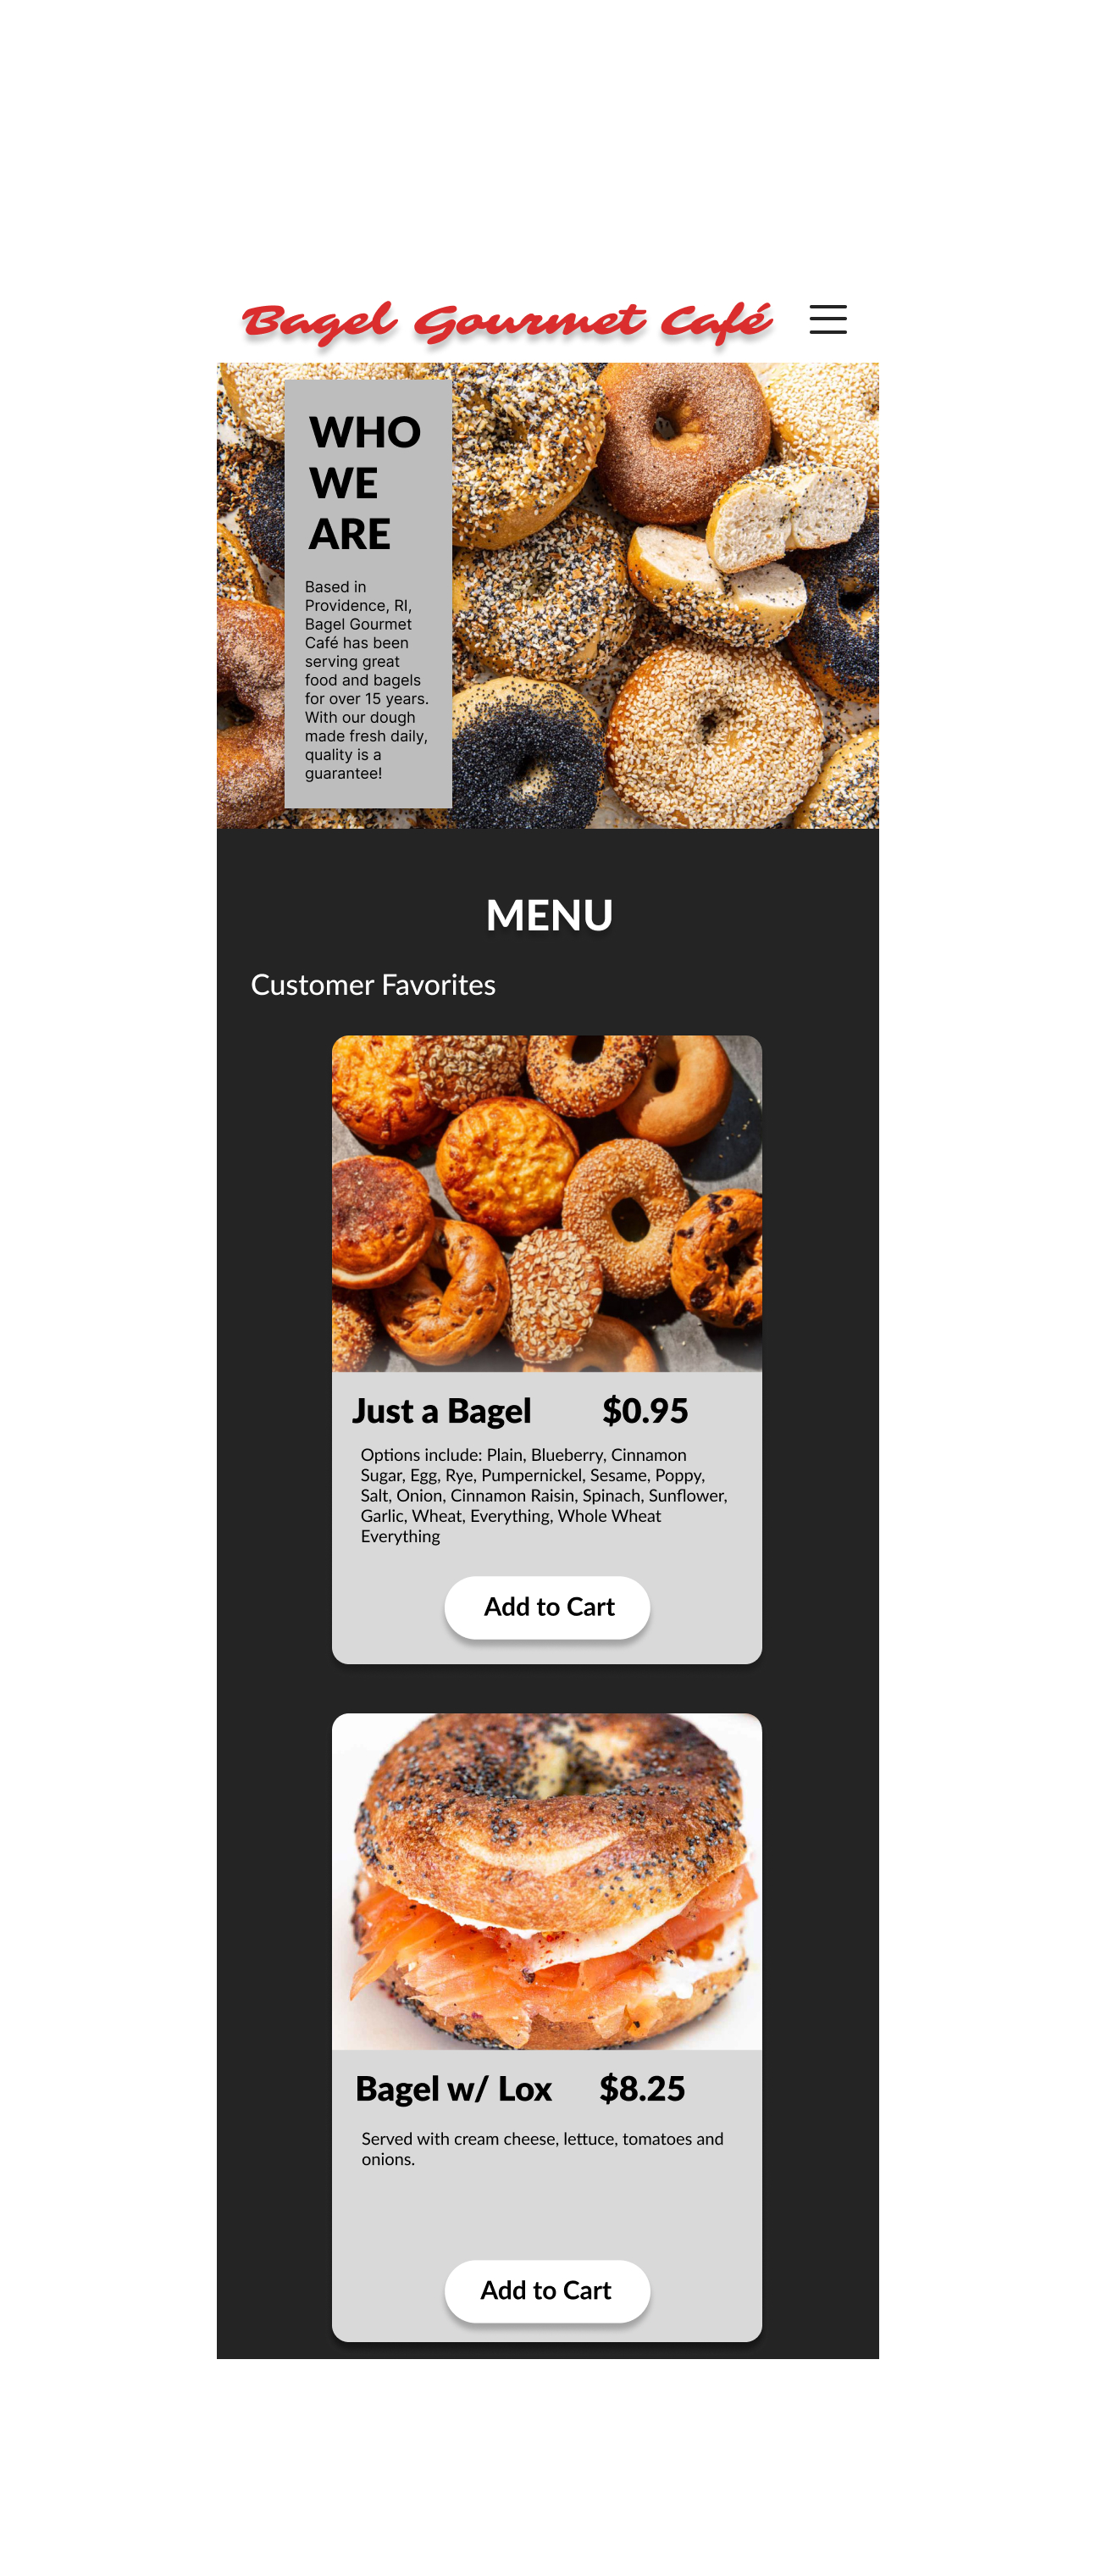 Bagel Gourmet Café
WHO
WE
ARE
Based in
Providence, RI,
Bagel Gourmet
Café has been
serving great
food and bagels
for over 15 years.
With our dough
made fresh daily,
quality is a
guarantee!
MENU
Customer Favorites
Just a Bagel $0.95
Options include: Plain, Blueberry, Cinnamon
Sugar, Egg, Rye, Pumpernickel, Sesame, Poppy,
Salt, Onion, Cinnamon Raisin, Spinach, Sunflower,
Garlic, Wheat, Everything, Whole Wheat
Everything
Add to Cart
Bagel w/ Lox $8.25
Served with cream cheese, lettuce, tomatoes and
onions.
Add to Cart